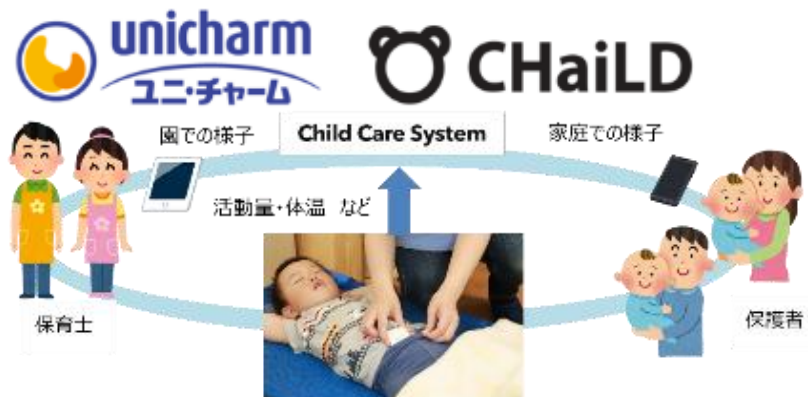 unicharm
ユニ・チャーム
CHaiLD
園での様子
Child Care System
家庭での様子
活動量・体温 など
保育士
保護者